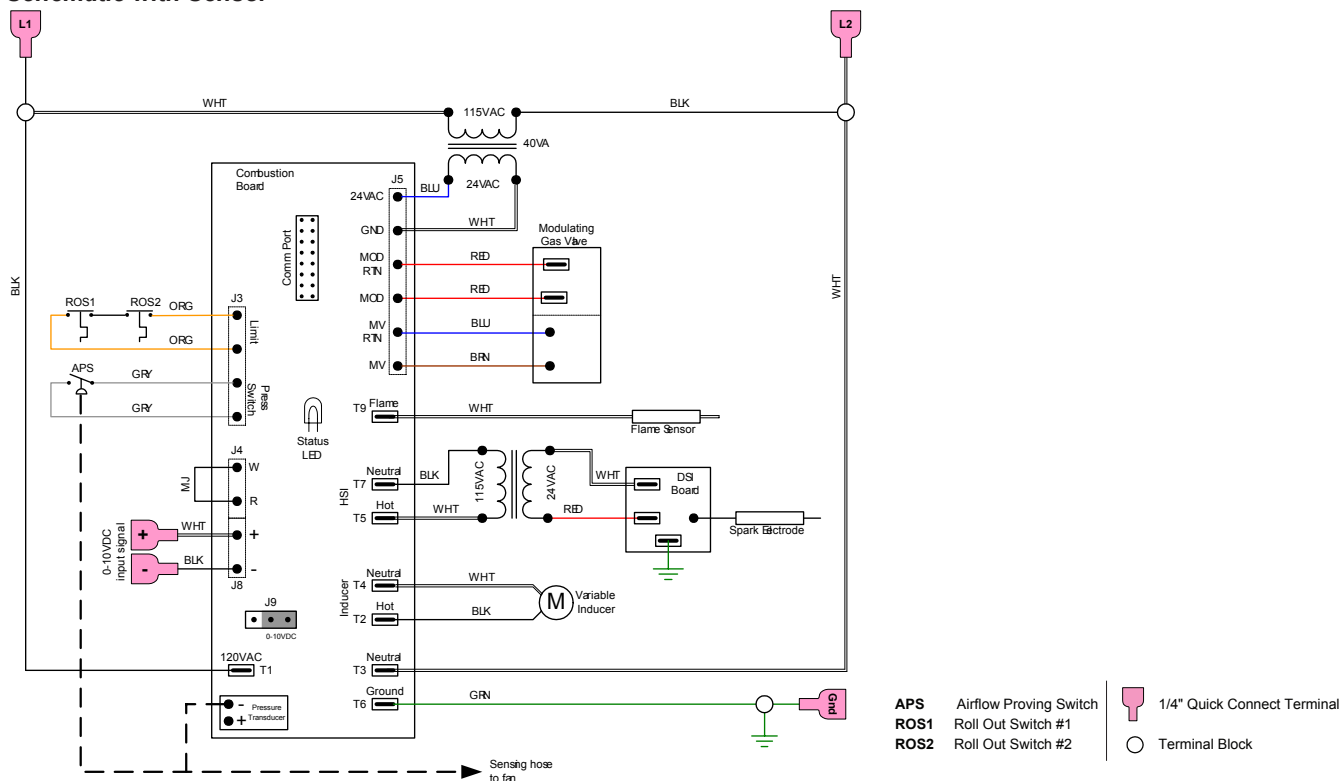 Schematic with Sensor
L1
L2
WHT
115VAC
BLK
40VA
24VAC
Combustion
Board
J5
24VAC
BLU
GND
WHT
Modulating
Gas Valve
Comm Port
MOD
RTN
RED
MOD
RED
MV
RTN
BLU
MV
BRN
BLK
WHT
ROS1
ROS2
ORG
J3
Limit
ORG
APS
GRY
Press
Switch
GRY
Status
LED
T9
Flame
WHT
Flame Sensor
J4
W
MJ
R
HSI
Neutral
T7
BLK
115VAC
24VAC
WHT
DSI
Board
Hot
T5
WHT
RED
Spark Electrode
0-10VDC
input signal
+
WHT
+
-
BLK
-
J8
Inducer
Neutral
T4
WHT
M
Variable
Inducer
Hot
T2
BLK
J9
0-10VDC
120VAC
T1
Neutral
T3
Ground
T6
GRN
Gnd
-
+
Pressure
Transducer
Sensing hose
to fan
APS Airflow Proving Switch
ROS1 Roll Out Switch #1
ROS2 Roll Out Switch #2
1/4" Quick Connect Terminal
Terminal Block